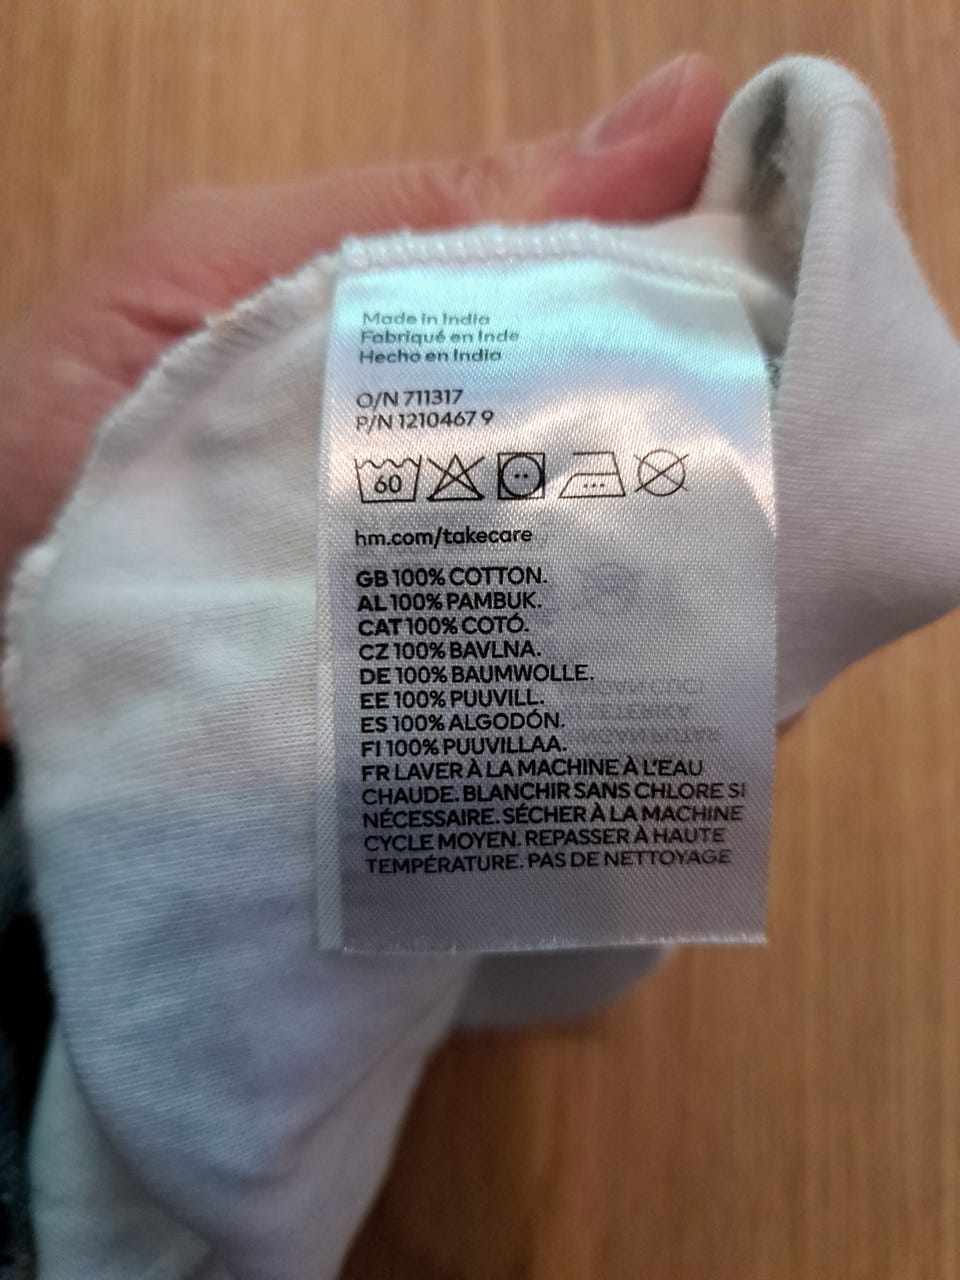 Made in India
Fabriqué en Inde
Hecho en India
O/N 711317
P/N 1210467 9
60
hm.com/takecare
GB 100% COTTON.
AL 100% PAMBUK.
CAT 100% COTÓ.
CZ 100% BAVLNA.
DE 100% BAUMWOLLE.
EE 100% PUUVILL.
ES 100% ALGODÓN.
FI 100% PUUVILLAA.
FR LAVER À LA MACHINE À L'EAU
CHAUDE. BLANCHIR SANS CHLORE SI
NÉCESSAIRE. SÉCHER À LA MACHINE
CYCLE MOYEN. REPASSER À HAUTE
TEMPÉRATURE. PAS DE NETTOYAGE